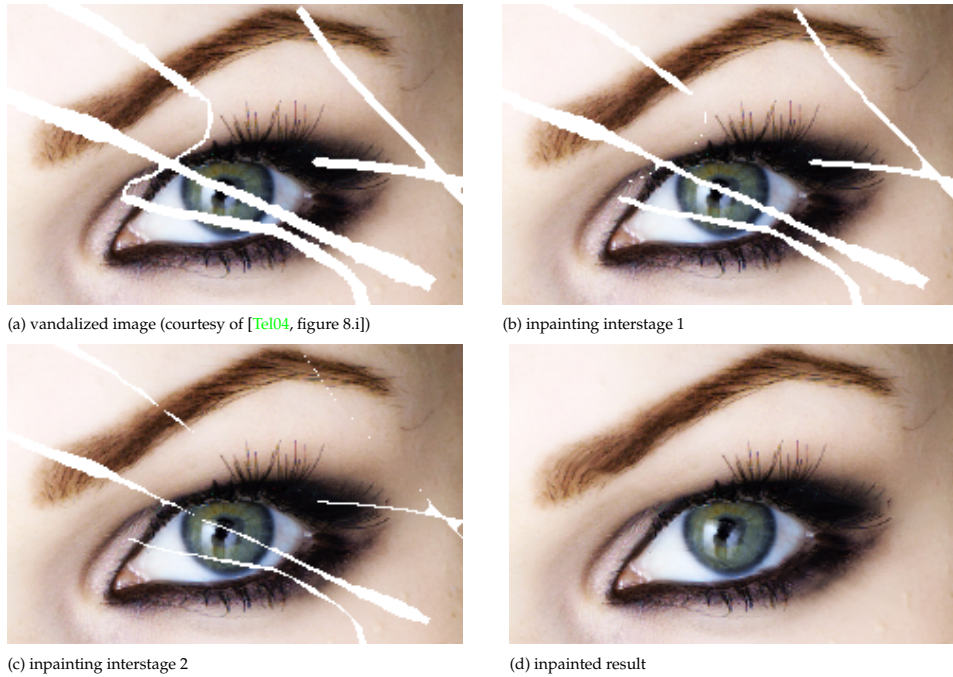 (a) vandalized image (courtesy of [Tel04, figure 8.i])
(b) inpainting interstage 1
(c) inpainting interstage 2
(d) inpainted result